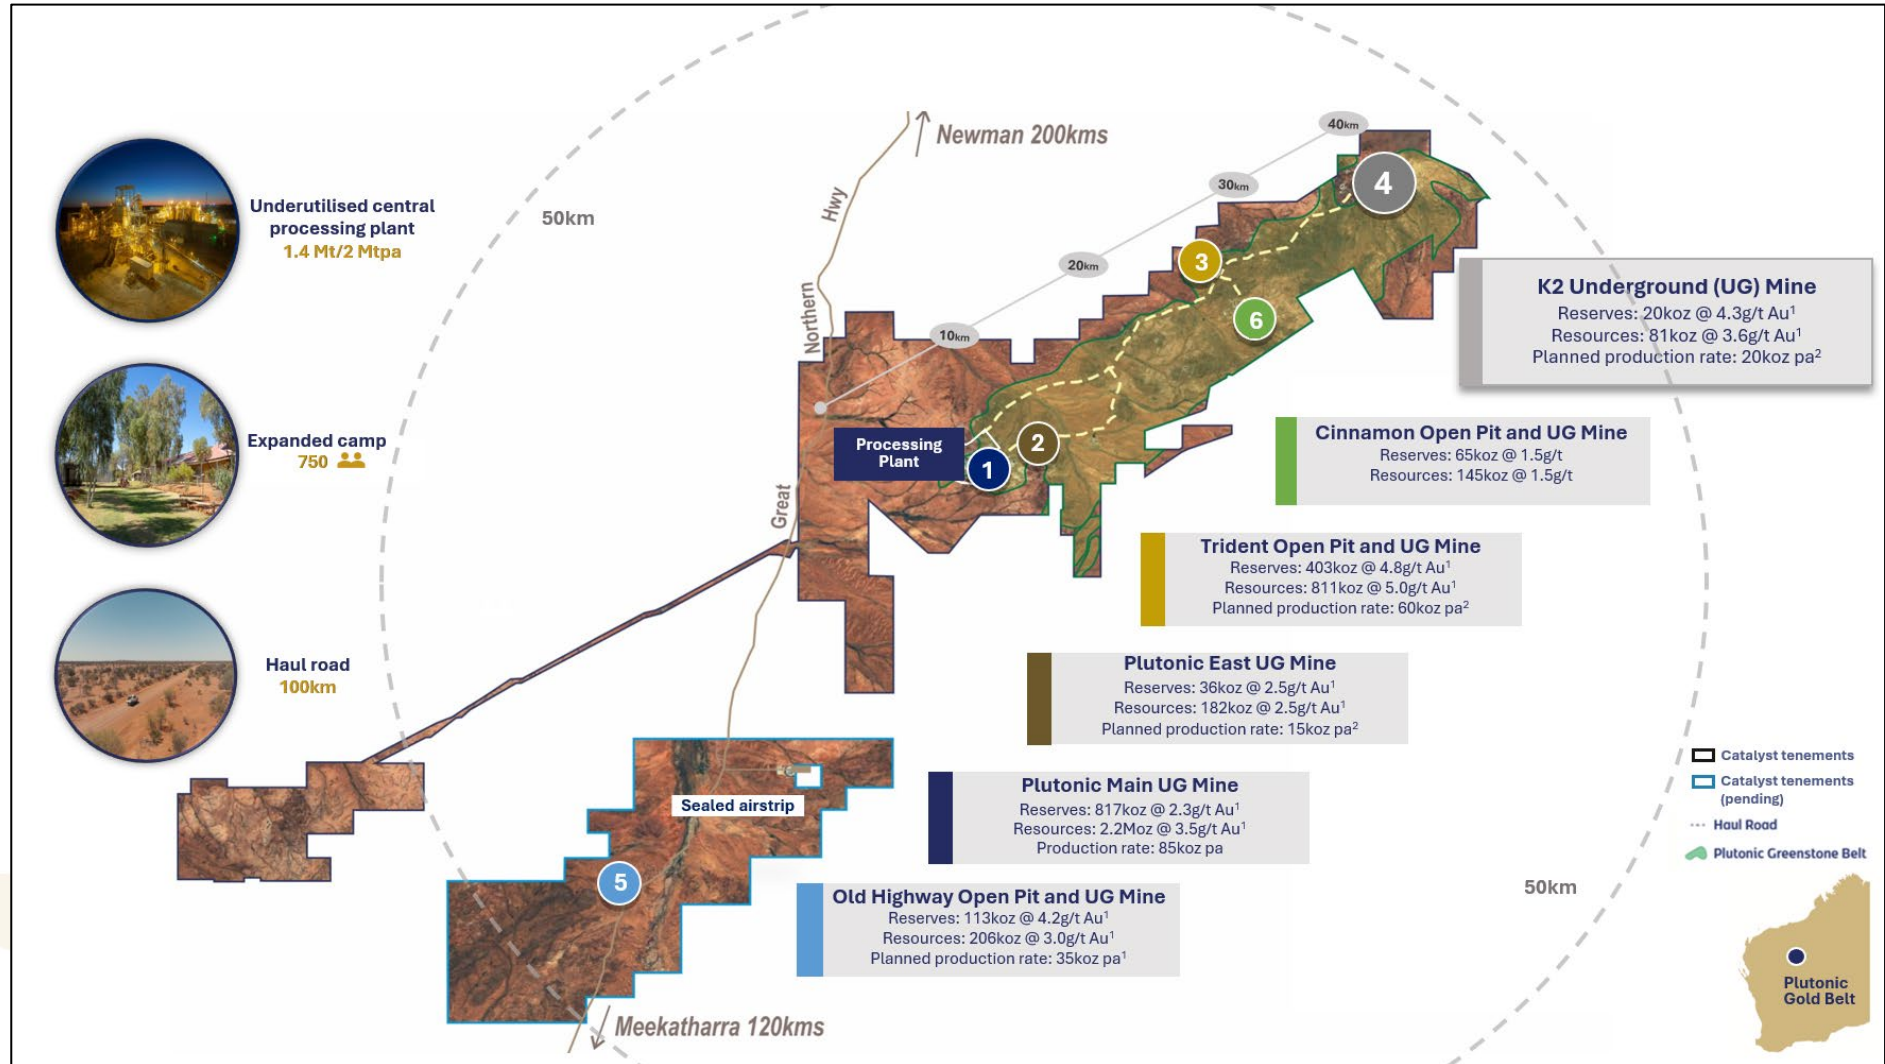 Newman 200kms
Hwy
Northern
Great
Meekatharra 120kms
50km
50km
10km
20km
30km
40km
Underutilised central
processing plant
1.4 Mt/2 Mtpa
Expanded camp
750
Haul road
100km
Processing
Plant
1
2
3
4
5
6
Sealed airstrip
K2 Underground (UG) Mine
Reserves: 20koz @ 4.3g/t Au¹
Resources: 81koz @ 3.6g/t Au¹
Planned production rate: 20koz pa²
Cinnamon Open Pit and UG Mine
Reserves: 65koz @ 1.5g/t
Resources: 145koz @ 1.5g/t
Trident Open Pit and UG Mine
Reserves: 403koz @ 4.8g/t Au¹
Resources: 811koz @ 5.0g/t Au¹
Planned production rate: 60koz pa²
Plutonic East UG Mine
Reserves: 36koz @ 2.5g/t Au¹
Resources: 182koz @ 2.5g/t Au¹
Planned production rate: 15koz pa²
Plutonic Main UG Mine
Reserves: 817koz @ 2.3g/t Au¹
Resources: 2.2Moz @ 3.5g/t Au¹
Production rate: 85koz pa
Old Highway Open Pit and UG Mine
Reserves: 113koz @ 4.2g/t Au¹
Resources: 206koz @ 3.0g/t Au¹
Planned production rate: 35koz pa¹
Catalyst tenements
Catalyst tenements
(pending)
Haul Road
Plutonic Greenstone Belt
Plutonic
Gold Belt